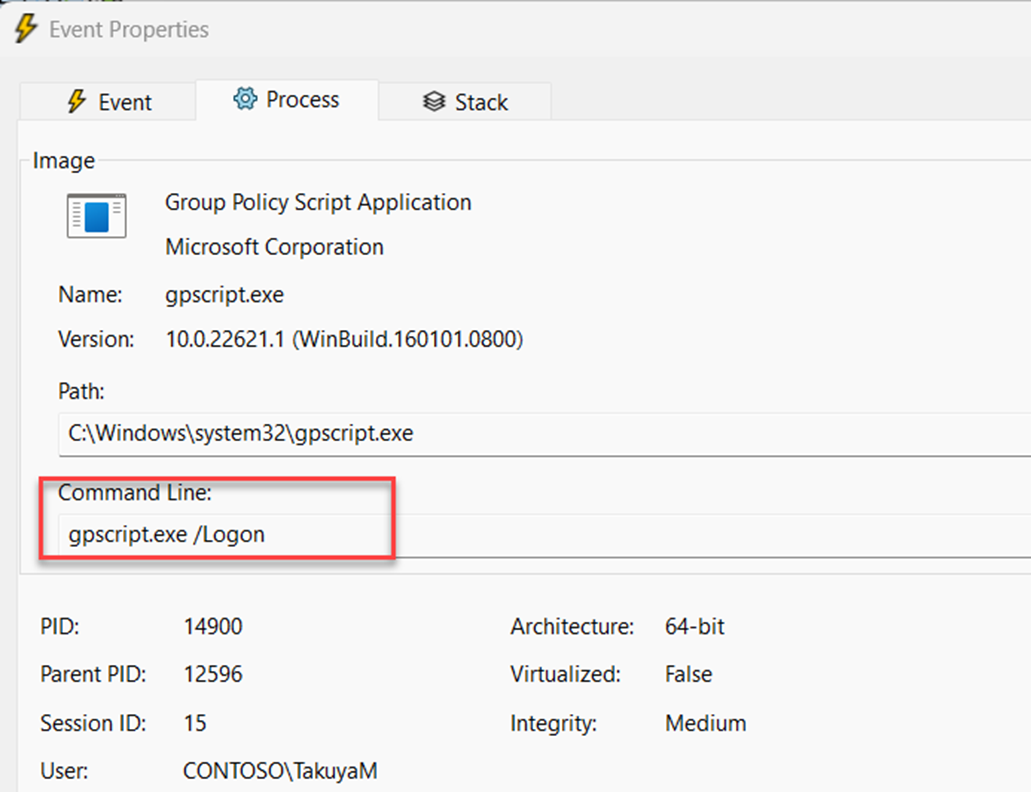 Event Properties
Event Process Stack
Image
Group Policy Script Application
Microsoft Corporation
Name: gpscript.exe
Version: 10.0.22621.1 (WinBuild.160101.0800)
Path:
C:\Windows\system32\gpscript.exe
Command Line:
gpscript.exe /Logon
PID: 14900 Architecture: 64-bit
Parent PID: 12596 Virtualized: False
Session ID: 15 Integrity: Medium
User: CONTOSO\TakuyaM